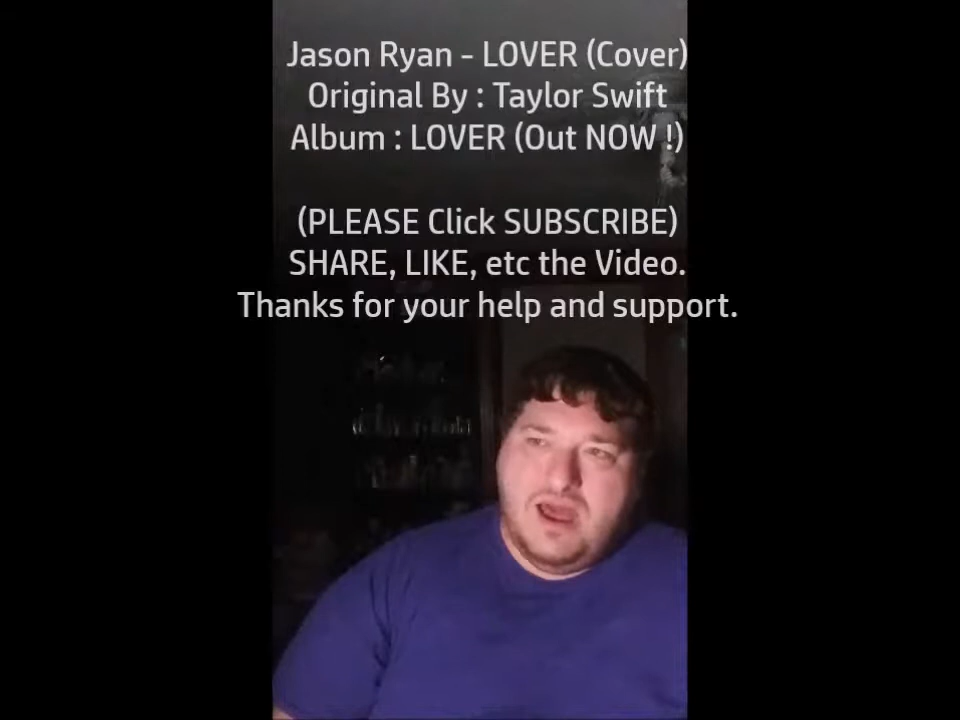 Jason Ryan - LOVER (Cover)
Original By : Taylor Swift
Album : LOVER (Out NOW !)
(PLEASE Click SUBSCRIBE)
SHARE, LIKE, etc the Video.
Thanks for your help and support.